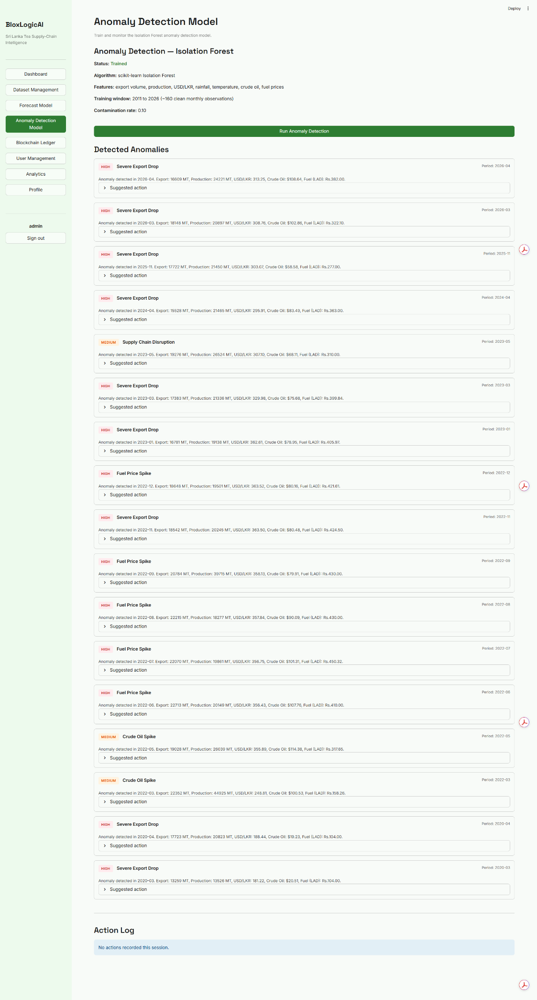 Deploy
BloxLogicAI
Sri Lanka Tea Supply-Chain
Intelligence
Dashboard
Dataset Management
Forecast Model
Anomaly Detection
Model
Blockchain Ledger
User Management
Analytics
Profile
admin
Sign out
Anomaly Detection Model
Train and monitor the Isolation Forest anomaly detection model.
Anomaly Detection — Isolation Forest
Status: Trained
Algorithm: scikit-learn Isolation Forest
Features: export volume, production, USD/LKR, rainfall, temperature, crude oil, fuel prices
Training window: 2011 to 2026 (~160 clean monthly observations)
Contamination rate: 0.10
Run Anomaly Detection
Detected Anomalies
HIGH Severe Export Drop Period: 2026-04
Anomaly detected in 2026-04. Export: 16609 MT, Production: 24221 MT, USD/LKR: 313.25, Crude Oil: $108.64, Fuel (LAD): Rs.382.00.
Suggested action
HIGH Severe Export Drop Period: 2026-03
Anomaly detected in 2026-03. Export: 18148 MT, Production: 20897 MT, USD/LKR: 308.76, Crude Oil: $102.86, Fuel (LAD): Rs.322.10.
Suggested action
HIGH Severe Export Drop Period: 2025-11
Anomaly detected in 2025-11. Export: 17722 MT, Production: 21450 MT, USD/LKR: 303.07, Crude Oil: $58.58, Fuel (LAD): Rs.277.00.
Suggested action
HIGH Severe Export Drop Period: 2024-04
Anomaly detected in 2024-04. Export: 15528 MT, Production: 21465 MT, USD/LKR: 295.91, Crude Oil: $83.49, Fuel (LAD): Rs.363.00.
Suggested action
MEDIUM Supply Chain Disruption Period: 2023-05
Anomaly detected in 2023-05. Export: 19276 MT, Production: 26524 MT, USD/LKR: 307.10, Crude Oil: $68.11, Fuel (LAD): Rs.310.00.
Suggested action
HIGH Severe Export Drop Period: 2023-03
Anomaly detected in 2023-03. Export: 17383 MT, Production: 21336 MT, USD/LKR: 329.98, Crude Oil: $75.68, Fuel (LAD): Rs.399.84.
Suggested action
HIGH Severe Export Drop Period: 2023-01
Anomaly detected in 2023-01. Export: 16781 MT, Production: 19138 MT, USD/LKR: 362.61, Crude Oil: $78.95, Fuel (LAD): Rs.405.97.
Suggested action
HIGH Fuel Price Spike Period: 2022-12
Anomaly detected in 2022-12. Export: 18648 MT, Production: 19501 MT, USD/LKR: 363.52, Crude Oil: $80.16, Fuel (LAD): Rs.421.61.
Suggested action
HIGH Severe Export Drop Period: 2022-11
Anomaly detected in 2022-11. Export: 18542 MT, Production: 20245 MT, USD/LKR: 363.50, Crude Oil: $80.48, Fuel (LAD): Rs.424.50.
Suggested action
HIGH Fuel Price Spike Period: 2022-09
Anomaly detected in 2022-09. Export: 20784 MT, Production: 39715 MT, USD/LKR: 358.13, Crude Oil: $79.91, Fuel (LAD): Rs.430.00.
Suggested action
HIGH Fuel Price Spike Period: 2022-08
Anomaly detected in 2022-08. Export: 22215 MT, Production: 18277 MT, USD/LKR: 357.84, Crude Oil: $90.09, Fuel (LAD): Rs.430.00.
Suggested action
HIGH Fuel Price Spike Period: 2022-07
Anomaly detected in 2022-07. Export: 22070 MT, Production: 19861 MT, USD/LKR: 356.75, Crude Oil: $101.31, Fuel (LAD): Rs.450.32.
Suggested action
HIGH Fuel Price Spike Period: 2022-06
Anomaly detected in 2022-06. Export: 22713 MT, Production: 20149 MT, USD/LKR: 356.43, Crude Oil: $107.76, Fuel (LAD): Rs.410.00.
Suggested action
MEDIUM Crude Oil Spike Period: 2022-05
Anomaly detected in 2022-05. Export: 19028 MT, Production: 26039 MT, USD/LKR: 355.89, Crude Oil: $114.38, Fuel (LAD): Rs.317.65.
Suggested action
MEDIUM Crude Oil Spike Period: 2022-03
Anomaly detected in 2022-03. Export: 22352 MT, Production: 44925 MT, USD/LKR: 248.81, Crude Oil: $100.53, Fuel (LAD): Rs.158.26.
Suggested action
HIGH Severe Export Drop Period: 2020-04
Anomaly detected in 2020-04. Export: 17723 MT, Production: 20823 MT, USD/LKR: 188.44, Crude Oil: $19.23, Fuel (LAD): Rs.104.00.
Suggested action
HIGH Severe Export Drop Period: 2020-03
Anomaly detected in 2020-03. Export: 13259 MT, Production: 13526 MT, USD/LKR: 181.22, Crude Oil: $20.51, Fuel (LAD): Rs.104.00.
Suggested action
Action Log
No actions recorded this session.